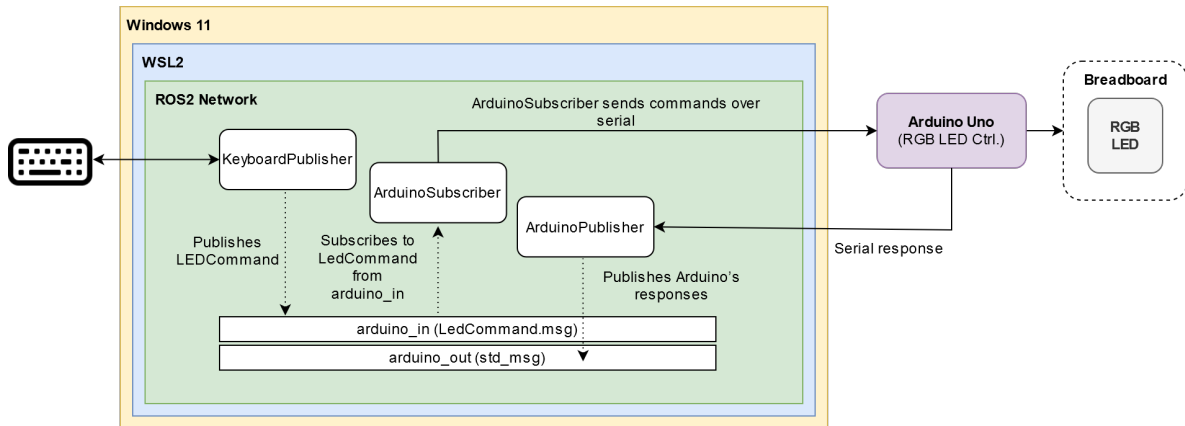 Windows 11
WSL2
ROS2 Network
KeyboardPublisher
ArduinoSubscriber
ArduinoPublisher
ArduinoSubscriber sends commands over
serial
Arduino Uno
(RGB LED Ctrl.)
Breadboard
RGB
LED
Publishes
LEDCommand
Subscribes to
LedCommand
from
arduino_in
Publishes Arduino's
responses
Serial response
arduino_in (LedCommand.msg)
arduino_out (std_msg)